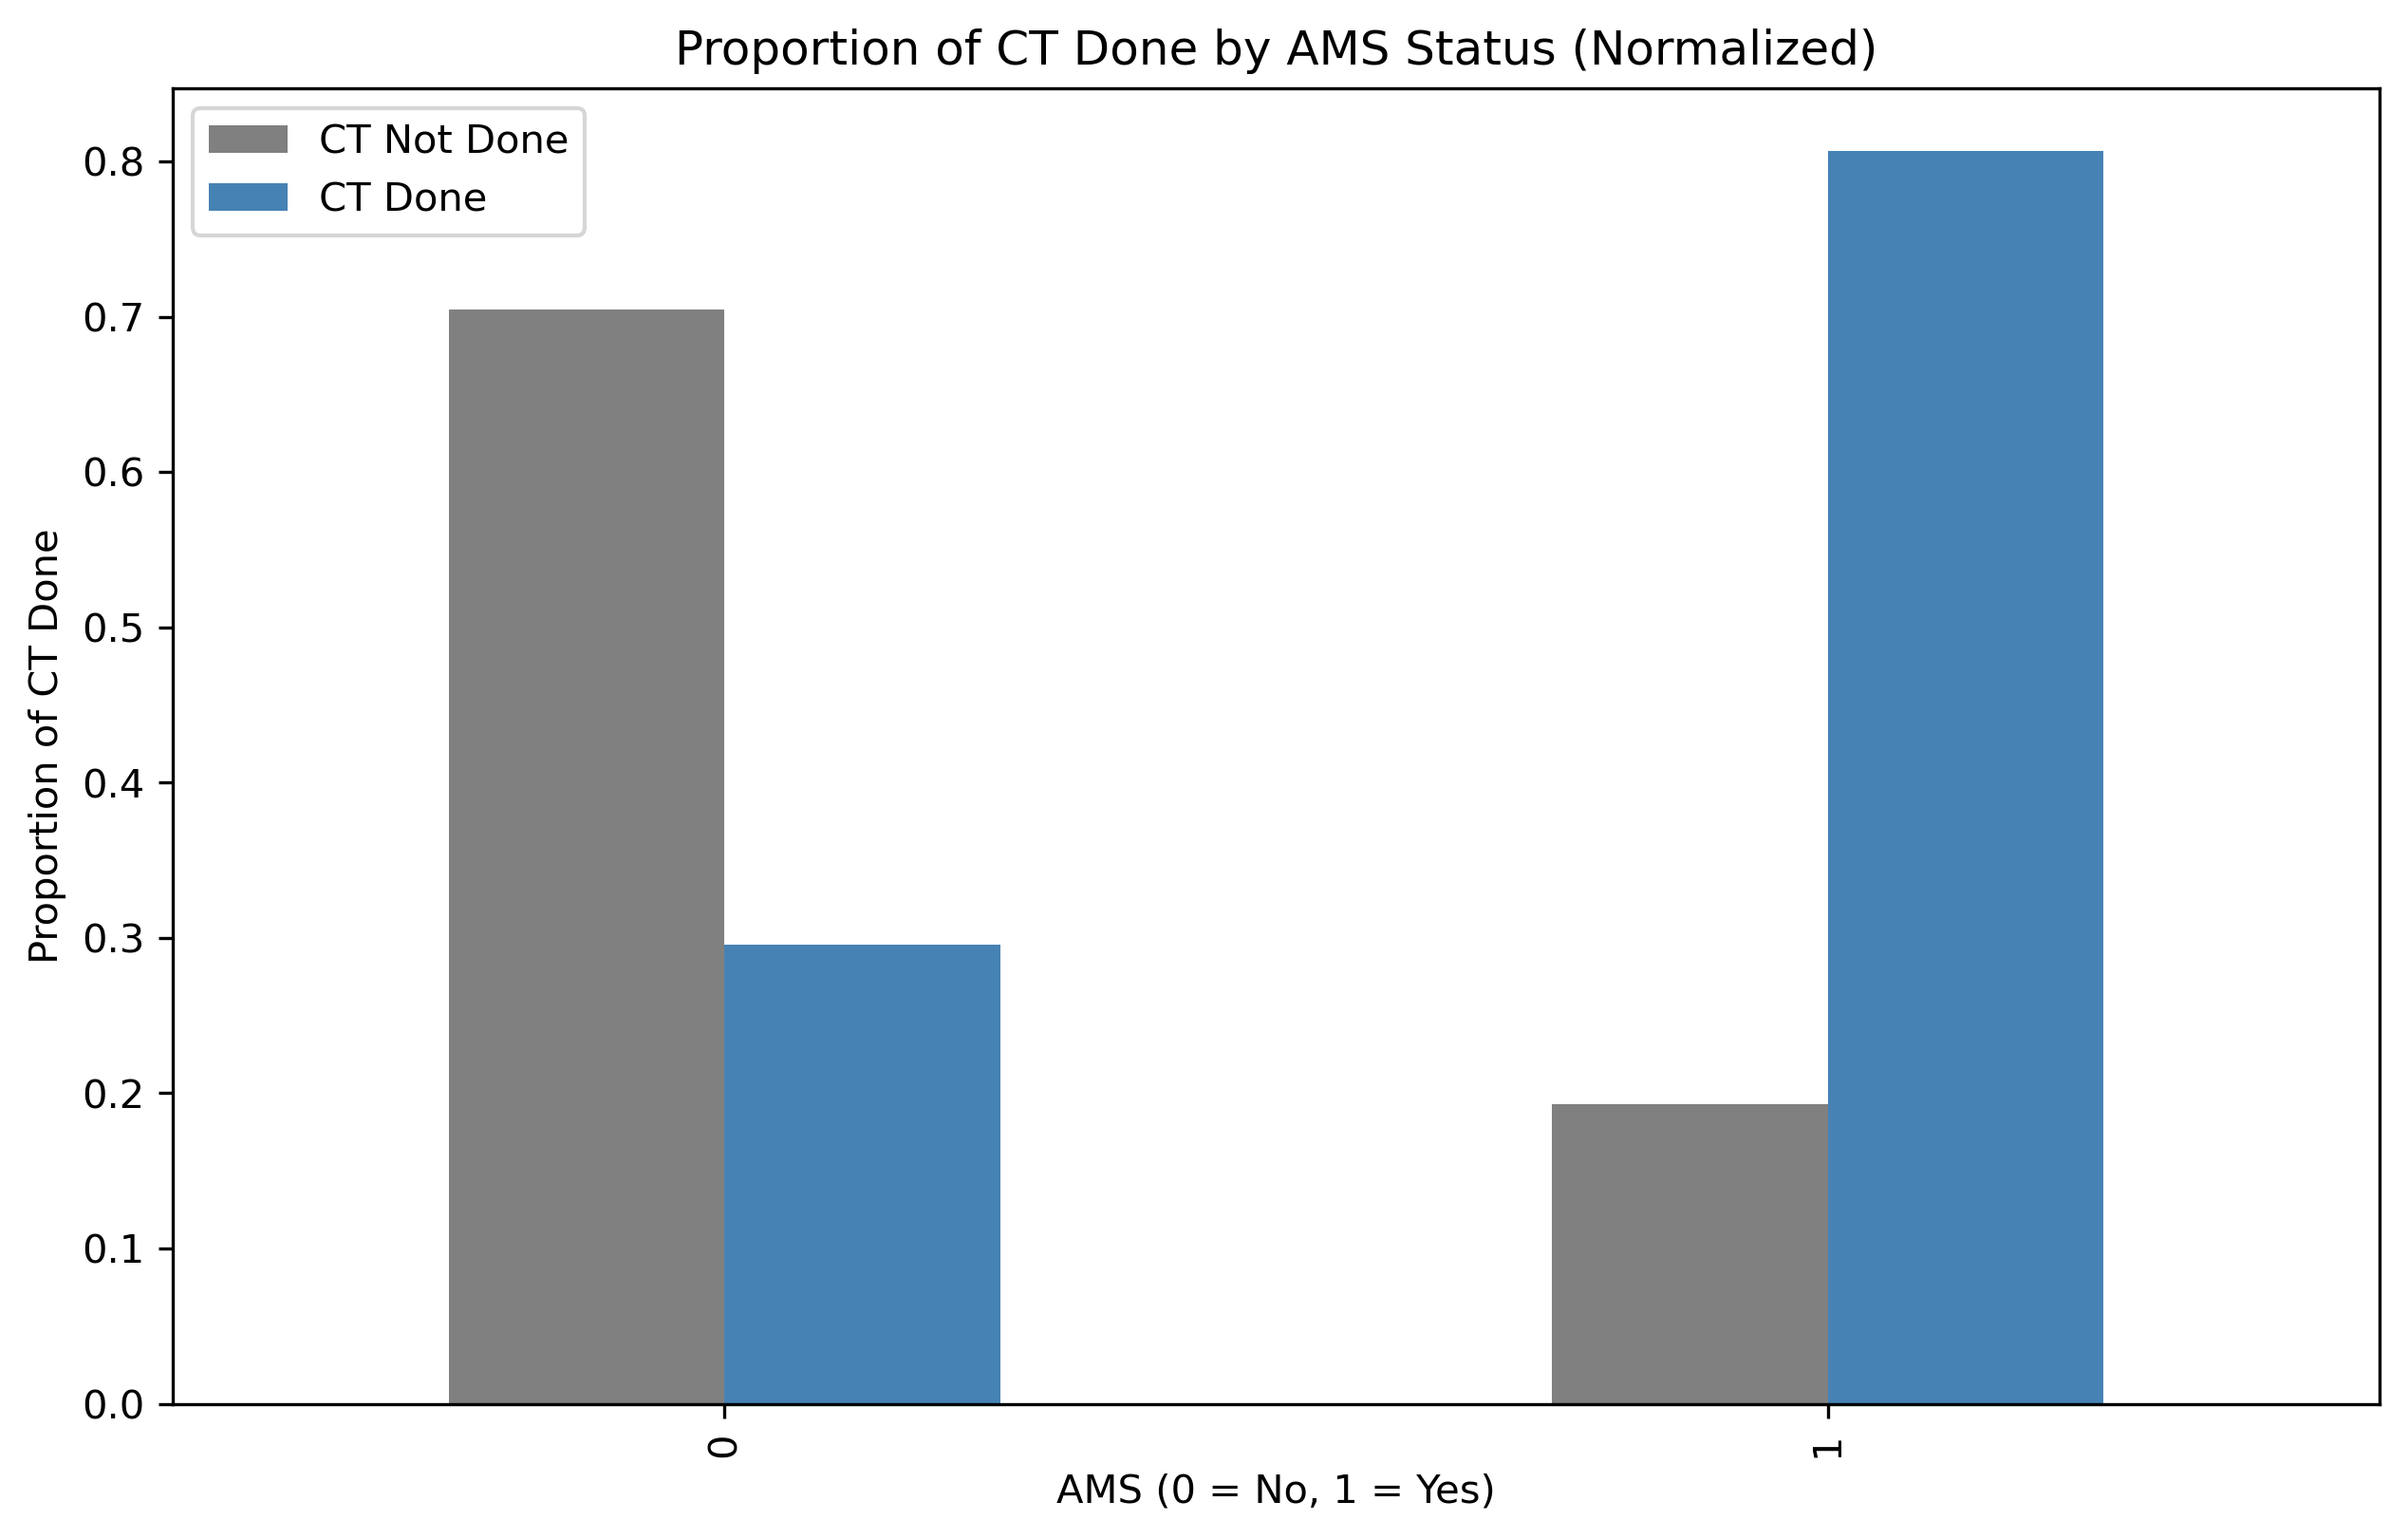 Proportion of CT Done by AMS Status (Normalized)
CT Not Done
CT Done
Proportion of CT Done
0.8
0.7
0.6
0.5
0.4
0.3
0.2
0.1
0.0
0
1
AMS (0 = No, 1 = Yes)